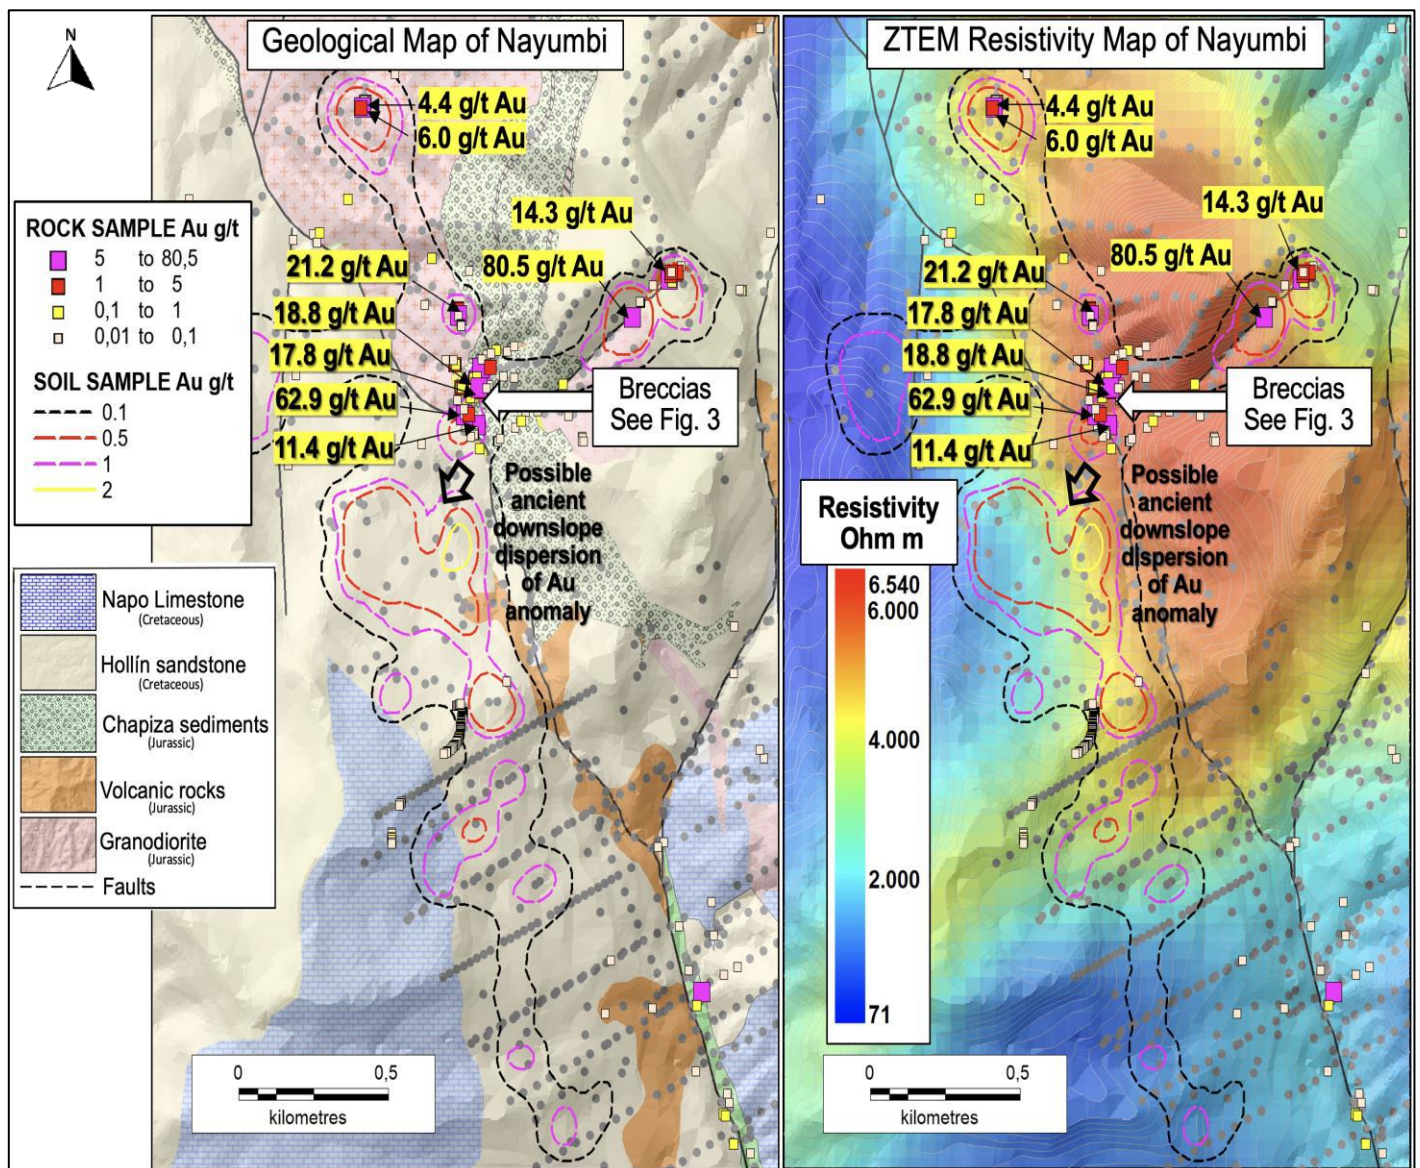 N
Geological Map of Nayumbi
4.4 g/t Au
6.0 g/t Au
14.3 g/t Au
21.2 g/t Au
80.5 g/t Au
18.8 g/t Au
17.8 g/t Au
62.9 g/t Au
11.4 g/t Au
Breccias
See Fig. 3
Possible
ancient
downslope
dispersion
of Au
anomaly
ROCK SAMPLE Au g/t
5 to 80,5
1 to 5
0,1 to 1
0,01 to 0,1
SOIL SAMPLE Au g/t
0.1
0.5
1
2
Napo Limestone
(Cretaceous)
Hollín sandstone
(Cretaceous)
Chapiza sediments
(Jurassic)
Volcanic rocks
(Jurassic)
Granodiorite
(Jurassic)
Faults
0 0,5
kilometres
ZTEM Resistivity Map of Nayumbi
4.4 g/t Au
6.0 g/t Au
14.3 g/t Au
80.5 g/t Au
21.2 g/t Au
17.8 g/t Au
18.8 g/t Au
62.9 g/t Au
11.4 g/t Au
Breccias
See Fig. 3
Possible
ancient
downslope
dispersion
of Au
anomaly
Resistivity
Ohm m
6.540
6.000
4.000
2.000
71
0 0,5
kilometres